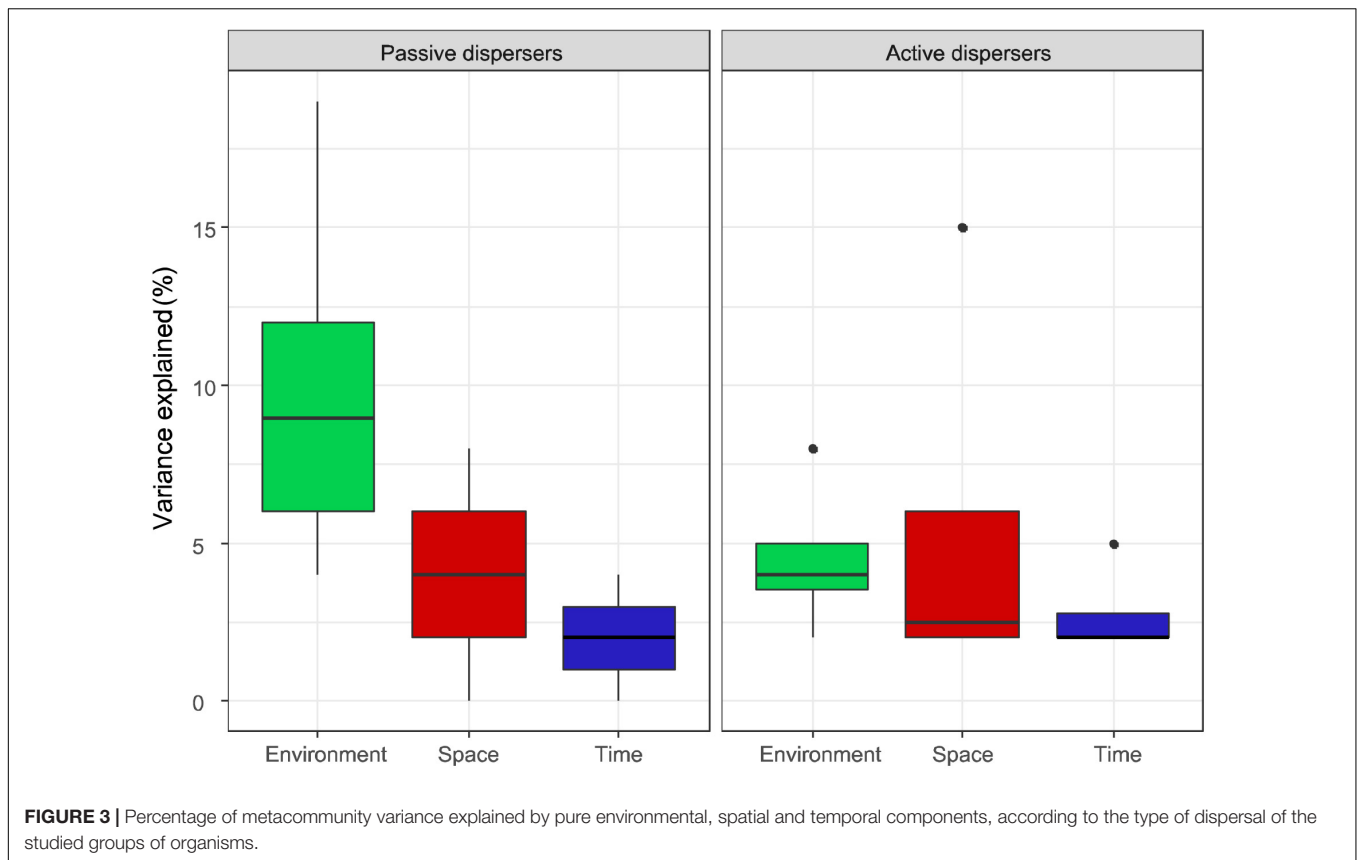 Passive dispersers
Active dispersers
Variance explained (%)
15
10
5
0
Environment
Space
Time
Environment
Space
Time
FIGURE 3 | Percentage of metacommunity variance explained by pure environmental, spatial and temporal components, according to the type of dispersal of the
studied groups of organisms.